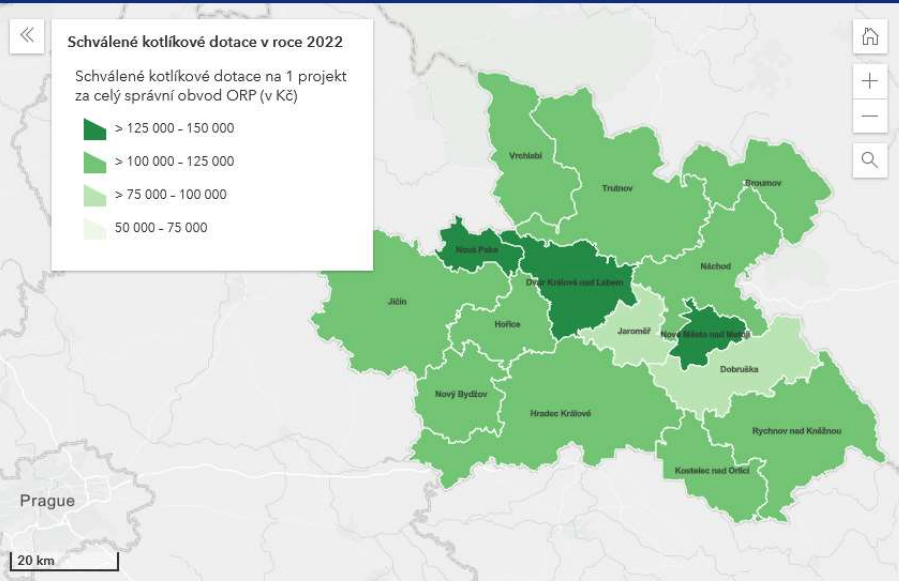 Schválené kotlíkové dotace v roce 2022
Schválené kotlíkové dotace na 1 projekt
za celý správní obvod ORP (v Kč)
> 125 000 - 150 000
> 100 000 - 125 000
> 75 000 - 100 000
50 000 - 75 000
Vrchlabí
Trutnov
Broumov
Nová Paka
Náchod
Dvůr Králové nad Labem
Jičín
Hořice
Jaroměř
Nové Město nad Metují
Dobruška
Nový Bydžov
Hradec Králové
Rychnov nad Kněžnou
Kostelec nad Orlicí
Prague
20 km